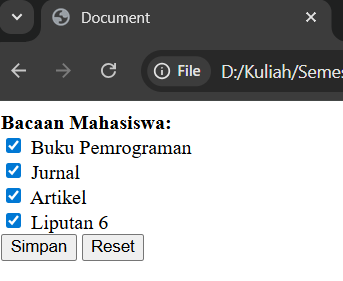 Document
File D:/Kuliah/Semes
Bacaan Mahasiswa:
Buku Pemrograman
Jurnal
Artikel
Liputan 6
Simpan Reset